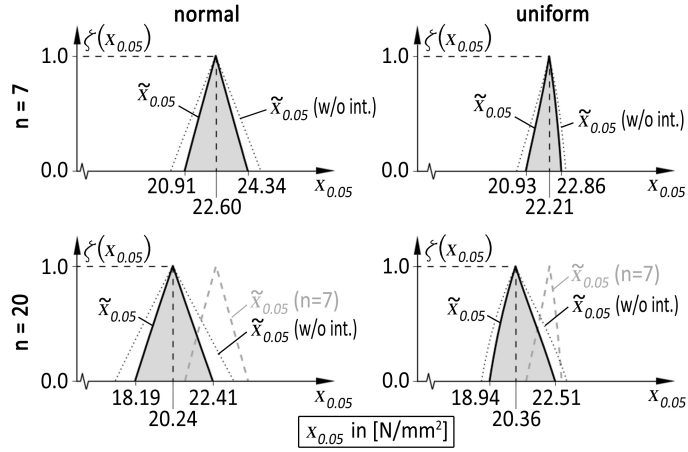 normal
uniform
n = 7
ζ(x0.05)
1.0
x̃0.05
x̃0.05 (w/o int.)
0.0
20.91
24.34
x0.05
22.60
ζ(x0.05)
1.0
x̃0.05
x̃0.05 (w/o int.)
0.0
20.93
22.86
x0.05
22.21
n = 20
ζ(x0.05)
1.0
x̃0.05 (n=7)
x̃0.05
x̃0.05 (w/o int.)
0.0
18.19
22.41
x0.05
20.24
ζ(x0.05)
1.0
x̃0.05 (n=7)
x̃0.05
x̃0.05 (w/o int.)
0.0
18.94
22.51
x0.05
20.36
x0.05 in [N/mm²]